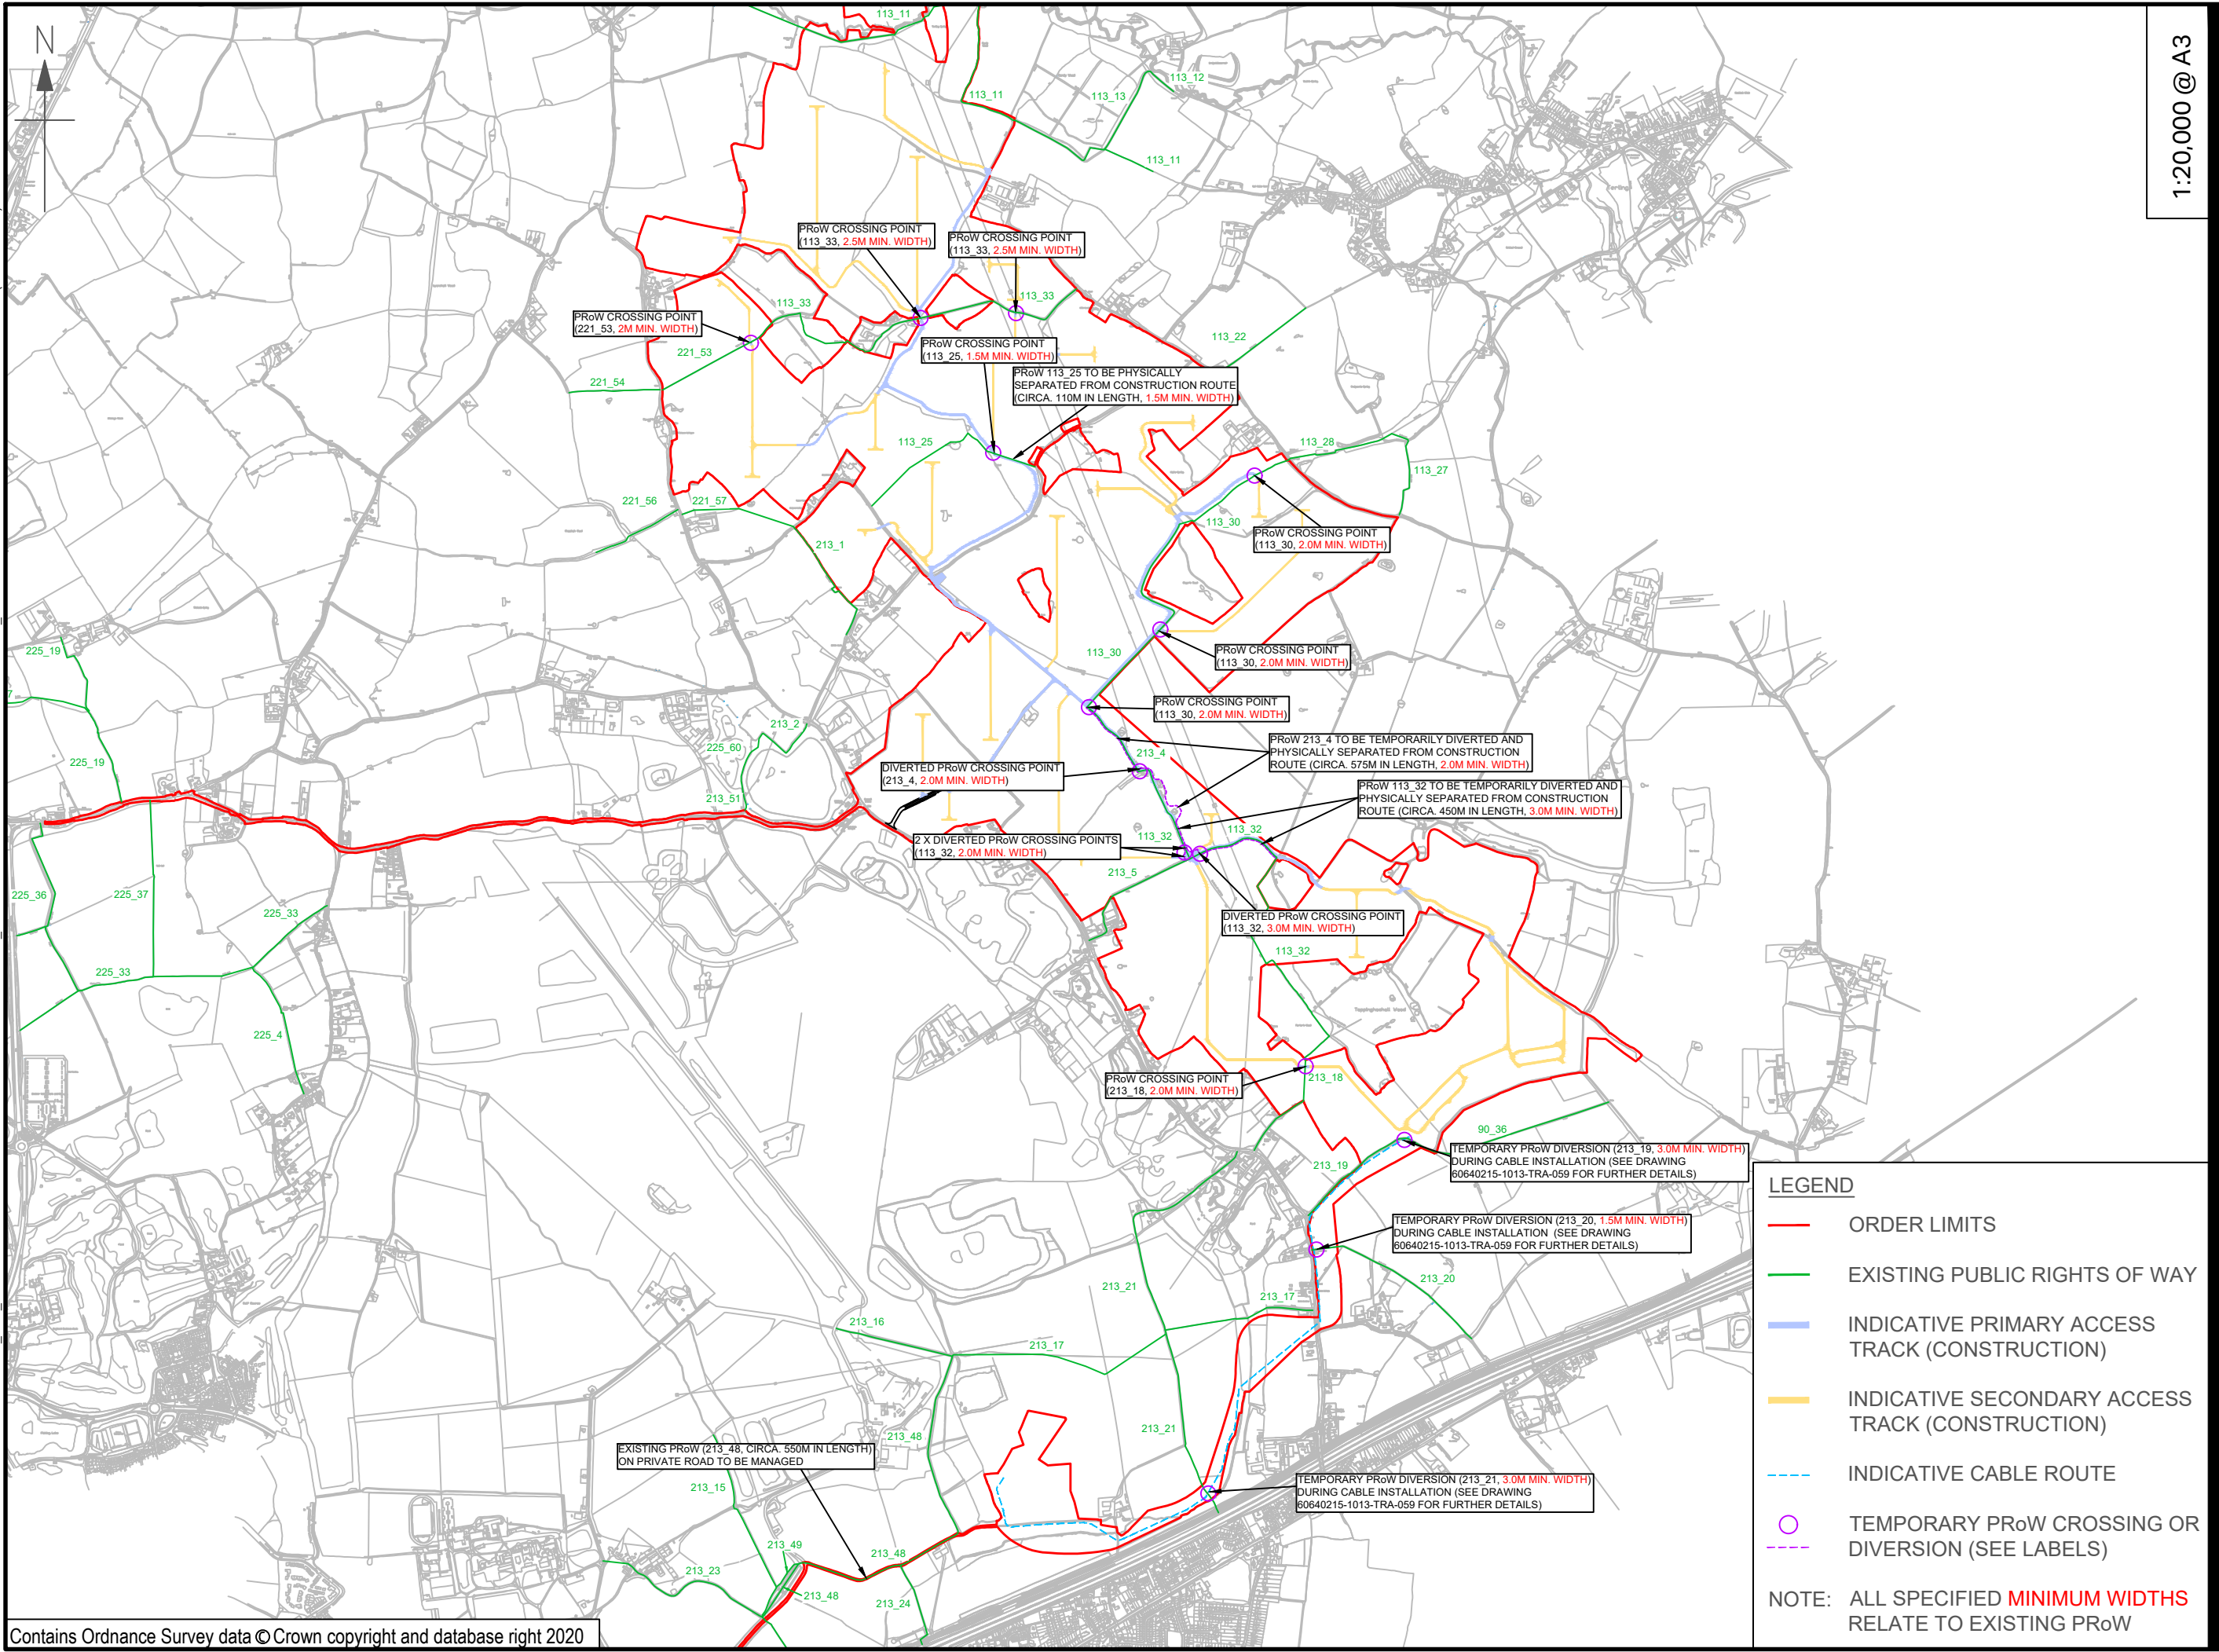 N
1:20,000 @ A3
113_11
113_11
113_12
113_13
113_11
PRoW CROSSING POINT
(113_33, 2.5M MIN. WIDTH)
PRoW CROSSING POINT
(113_33, 2.5M MIN. WIDTH)
113_33
113_33
PRoW CROSSING POINT
(221_53, 2M MIN. WIDTH)
221_53
221_54
PRoW CROSSING POINT
(113_25, 1.5M MIN. WIDTH)
113_22
PRoW 113_25 TO BE PHYSICALLY
SEPARATED FROM CONSTRUCTION ROUTE
(CIRCA. 110M IN LENGTH, 1.5M MIN. WIDTH)
113_25
113_28
113_27
221_56
221_57
213_1
113_30
PRoW CROSSING POINT
(113_30, 2.0M MIN. WIDTH)
113_30
PRoW CROSSING POINT
(113_30, 2.0M MIN. WIDTH)
PRoW CROSSING POINT
(113_30, 2.0M MIN. WIDTH)
225_19
7
225_19
213_2
225_60
213_51
213_4
PRoW 213_4 TO BE TEMPORARILY DIVERTED AND
PHYSICALLY SEPARATED FROM CONSTRUCTION
ROUTE (CIRCA. 575M IN LENGTH, 2.0M MIN. WIDTH)
DIVERTED PRoW CROSSING POINT
(213_4, 2.0M MIN. WIDTH)
PRoW 113_32 TO BE TEMPORARILY DIVERTED AND
PHYSICALLY SEPARATED FROM CONSTRUCTION
ROUTE (CIRCA. 450M IN LENGTH, 3.0M MIN. WIDTH)
113_32
113_32
2 X DIVERTED PRoW CROSSING POINTS
(113_32, 2.0M MIN. WIDTH)
213_5
DIVERTED PRoW CROSSING POINT
(113_32, 3.0M MIN. WIDTH)
113_32
225_36
225_37
225_33
225_33
225_4
Toppinghoehall Wood
PRoW CROSSING POINT
(213_18, 2.0M MIN. WIDTH)
213_18
90_36
TEMPORARY PRoW DIVERSION (213_19, 3.0M MIN. WIDTH)
DURING CABLE INSTALLATION (SEE DRAWING
60640215-1013-TRA-059 FOR FURTHER DETAILS)
213_19
TEMPORARY PRoW DIVERSION (213_20, 1.5M MIN. WIDTH)
DURING CABLE INSTALLATION (SEE DRAWING
60640215-1013-TRA-059 FOR FURTHER DETAILS)
213_20
213_21
213_17
213_16
213_17
213_48
213_21
EXISTING PRoW (213_48, CIRCA. 550M IN LENGTH)
ON PRIVATE ROAD TO BE MANAGED
213_15
TEMPORARY PRoW DIVERSION (213_21, 3.0M MIN. WIDTH)
DURING CABLE INSTALLATION (SEE DRAWING
60640215-1013-TRA-059 FOR FURTHER DETAILS)
213_49
213_48
213_23
213_48
213_24
LEGEND
ORDER LIMITS
EXISTING PUBLIC RIGHTS OF WAY
INDICATIVE PRIMARY ACCESS
TRACK (CONSTRUCTION)
INDICATIVE SECONDARY ACCESS
TRACK (CONSTRUCTION)
INDICATIVE CABLE ROUTE
TEMPORARY PRoW CROSSING OR
DIVERSION (SEE LABELS)
NOTE: ALL SPECIFIED MINIMUM WIDTHS
RELATE TO EXISTING PRoW
Contains Ordnance Survey data © Crown copyright and database right 2020